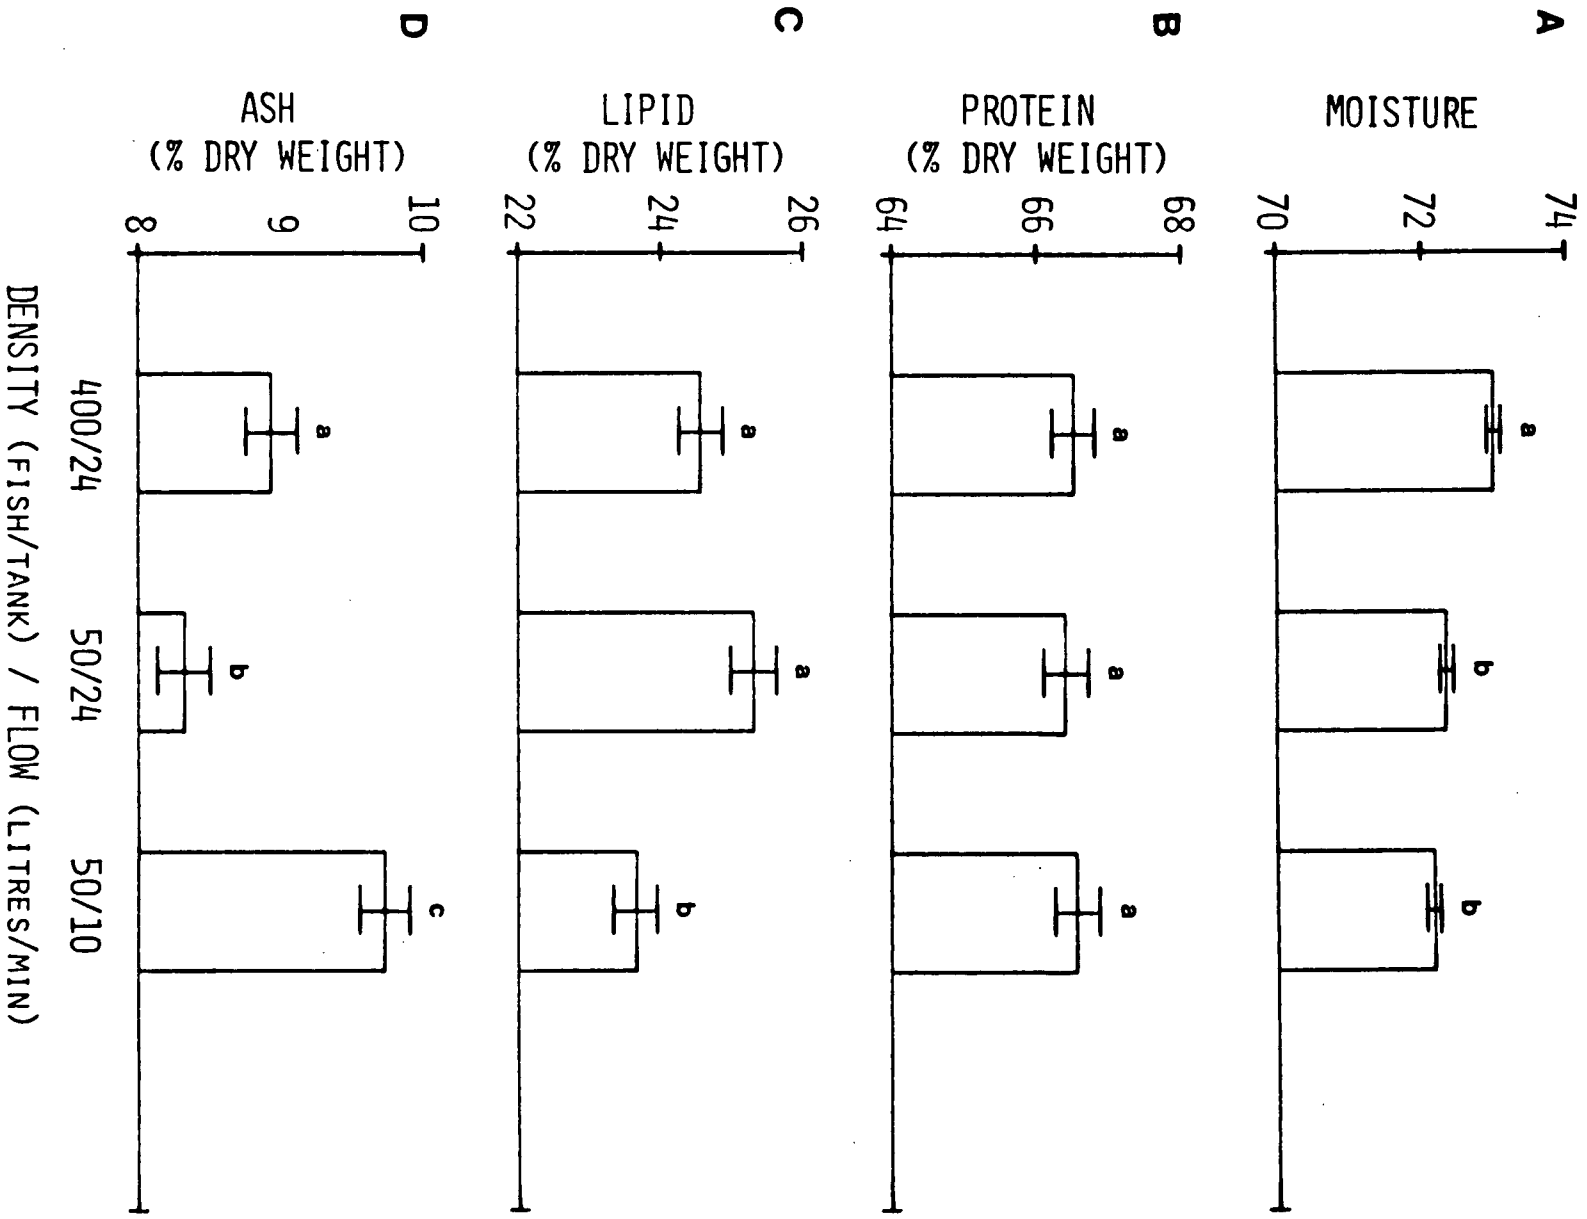 A
MOISTURE
74
72
70
a
b
b
B
PROTEIN
(% DRY WEIGHT)
68
66
64
a
a
a
C
LIPID
(% DRY WEIGHT)
26
24
22
a
a
b
D
ASH
(% DRY WEIGHT)
10
9
8
a
b
c
400/24
50/24
50/10
DENSITY (FISH/TANK) / FLOW (LITRES/MIN)